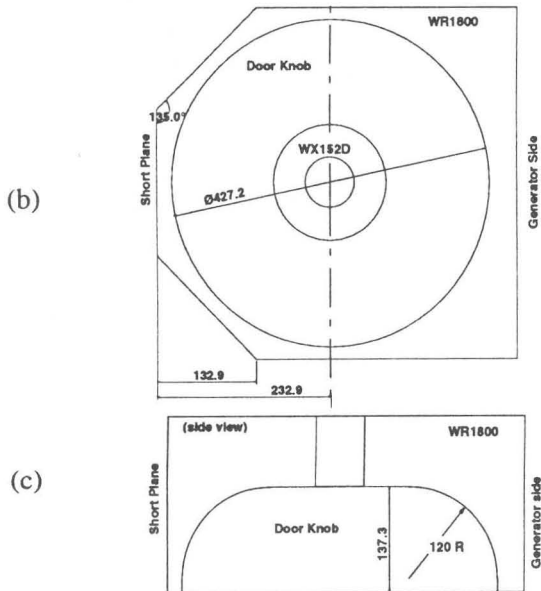 (b)
WR1800
Door Knob
135.0°
WX152D
Ø427.2
Short Plane
Generator Side
132.9
232.9
(c)
(side view)
WR1800
Short Plane
Door Knob
137.3
120 R
Generator side